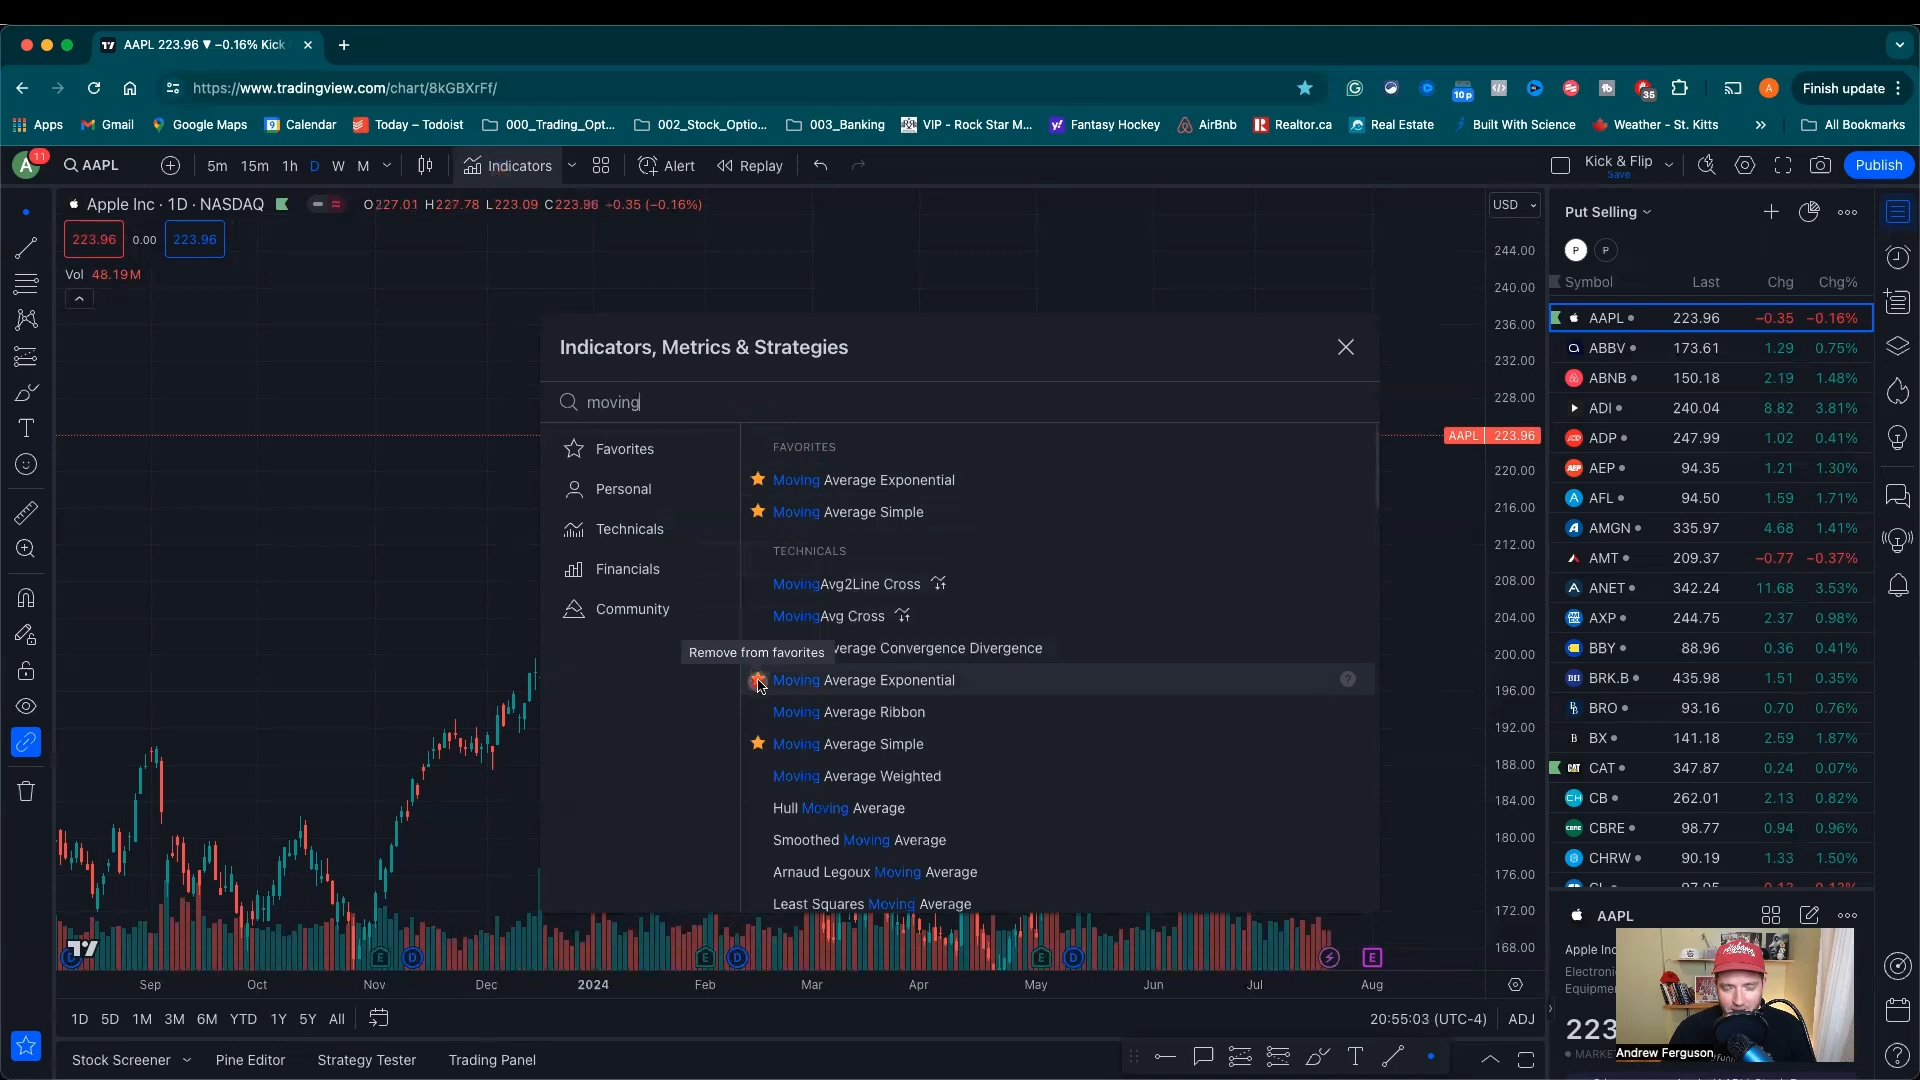 AAPL 223.96 ▼ −0.16% Kick
https://www.tradingview.com/chart/8kGBXrFf/
10 p
35
A
Finish update
Apps
Gmail
Google Maps
Calendar
Today – Todoist
000_Trading_Opt...
002_Stock_Optio...
003_Banking
VIP - Rock Star M...
Fantasy Hockey
AirBnb
Realtor.ca
Real Estate
Built With Science
Weather - St. Kitts
All Bookmarks
A 11
AAPL
5m 15m 1h D W M
Indicators
Alert
Replay
Kick & Flip
Save
Publish
Apple Inc · 1D · NASDAQ
O227.01 H227.78 L223.09 C223.96 −0.35 (−0.16%)
223.96 0.00 223.96
Vol 48.19M
USD
244.00
240.00
236.00
232.00
228.00
AAPL 223.96
220.00
216.00
212.00
208.00
204.00
200.00
196.00
192.00
188.00
184.00
180.00
176.00
172.00
168.00
Indicators, Metrics & Strategies
moving
Favorites
Personal
Technicals
Financials
Community
FAVORITES
Moving Average Exponential
Moving Average Simple
TECHNICALS
MovingAvg2Line Cross
MovingAvg Cross
verage Convergence Divergence
Remove from favorites
Moving Average Exponential
Moving Average Ribbon
Moving Average Simple
Moving Average Weighted
Hull Moving Average
Smoothed Moving Average
Arnaud Legoux Moving Average
Least Squares Moving Average
Put Selling
P P
Symbol Last Chg Chg%
AAPL 223.96 −0.35 −0.16%
ABBV 173.61 1.29 0.75%
ABNB 150.18 2.19 1.48%
ADI 240.04 8.82 3.81%
ADP 247.99 1.02 0.41%
AEP 94.35 1.21 1.30%
AFL 94.50 1.59 1.71%
AMGN 335.97 4.68 1.41%
AMT 209.37 −0.77 −0.37%
ANET 342.24 11.68 3.53%
AXP 244.75 2.37 0.98%
BBY 88.96 0.36 0.41%
BRK.B 435.98 1.51 0.35%
BRO 93.16 0.70 0.76%
BX 141.18 2.59 1.87%
CAT 347.87 0.24 0.07%
CB 262.01 2.13 0.82%
CBRE 98.77 0.94 0.96%
CHRW 90.19 1.33 1.50%
AAPL
Apple Inc
Electroni
Equipmen
223
MARKE
Andrew Ferguson
D E D E D E D E
Sep Oct Nov Dec 2024 Feb Mar Apr May Jun Jul Aug
1D 5D 1M 3M 6M YTD 1Y 5Y All
20:55:03 (UTC-4) ADJ
Stock Screener
Pine Editor
Strategy Tester
Trading Panel